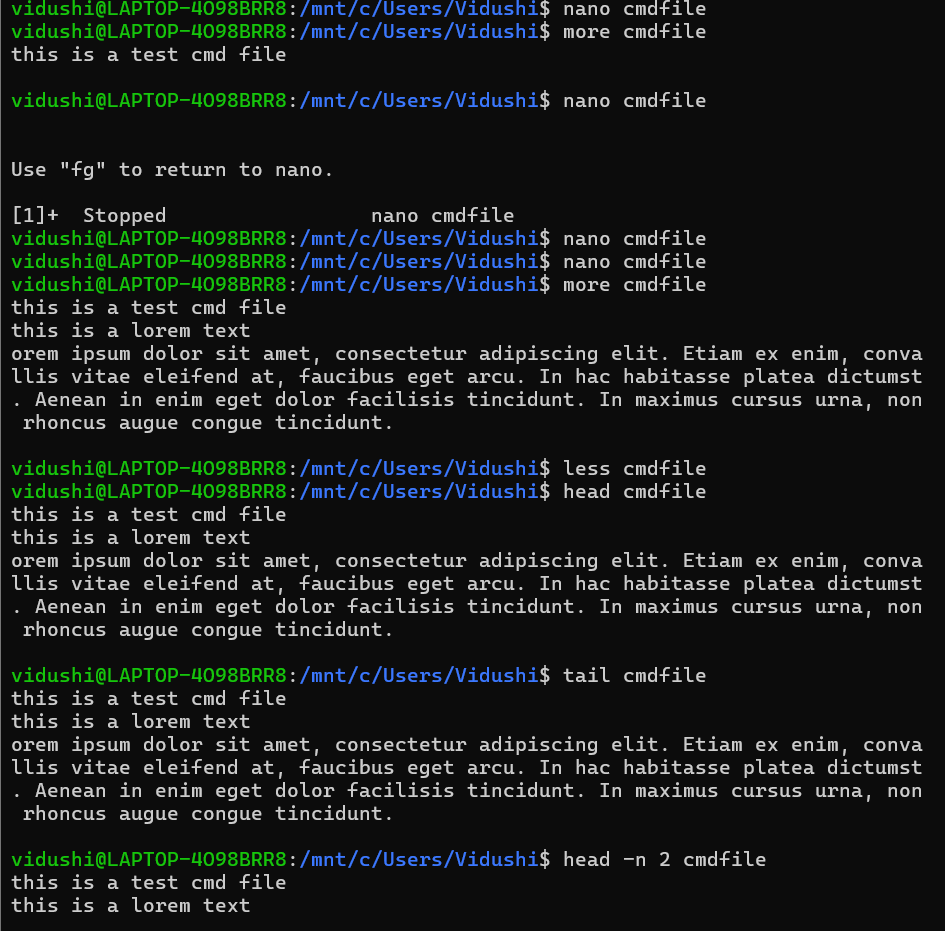 vidushi@LAPTOP-4O98BRR8:/mnt/c/Users/Vidushi$ nano cmdfile
vidushi@LAPTOP-4O98BRR8:/mnt/c/Users/Vidushi$ more cmdfile
this is a test cmd file
vidushi@LAPTOP-4O98BRR8:/mnt/c/Users/Vidushi$ nano cmdfile
Use "fg" to return to nano.
[1]+  Stopped                 nano cmdfile
vidushi@LAPTOP-4O98BRR8:/mnt/c/Users/Vidushi$ nano cmdfile
vidushi@LAPTOP-4O98BRR8:/mnt/c/Users/Vidushi$ nano cmdfile
vidushi@LAPTOP-4O98BRR8:/mnt/c/Users/Vidushi$ more cmdfile
this is a test cmd file
this is a lorem text
orem ipsum dolor sit amet, consectetur adipiscing elit. Etiam ex enim, conva
llis vitae eleifend at, faucibus eget arcu. In hac habitasse platea dictumst
. Aenean in enim eget dolor facilisis tincidunt. In maximus cursus urna, non
 rhoncus augue congue tincidunt.
vidushi@LAPTOP-4O98BRR8:/mnt/c/Users/Vidushi$ less cmdfile
vidushi@LAPTOP-4O98BRR8:/mnt/c/Users/Vidushi$ head cmdfile
this is a test cmd file
this is a lorem text
orem ipsum dolor sit amet, consectetur adipiscing elit. Etiam ex enim, conva
llis vitae eleifend at, faucibus eget arcu. In hac habitasse platea dictumst
. Aenean in enim eget dolor facilisis tincidunt. In maximus cursus urna, non
 rhoncus augue congue tincidunt.
vidushi@LAPTOP-4O98BRR8:/mnt/c/Users/Vidushi$ tail cmdfile
this is a test cmd file
this is a lorem text
orem ipsum dolor sit amet, consectetur adipiscing elit. Etiam ex enim, conva
llis vitae eleifend at, faucibus eget arcu. In hac habitasse platea dictumst
. Aenean in enim eget dolor facilisis tincidunt. In maximus cursus urna, non
 rhoncus augue congue tincidunt.
vidushi@LAPTOP-4O98BRR8:/mnt/c/Users/Vidushi$ head -n 2 cmdfile
this is a test cmd file
this is a lorem text